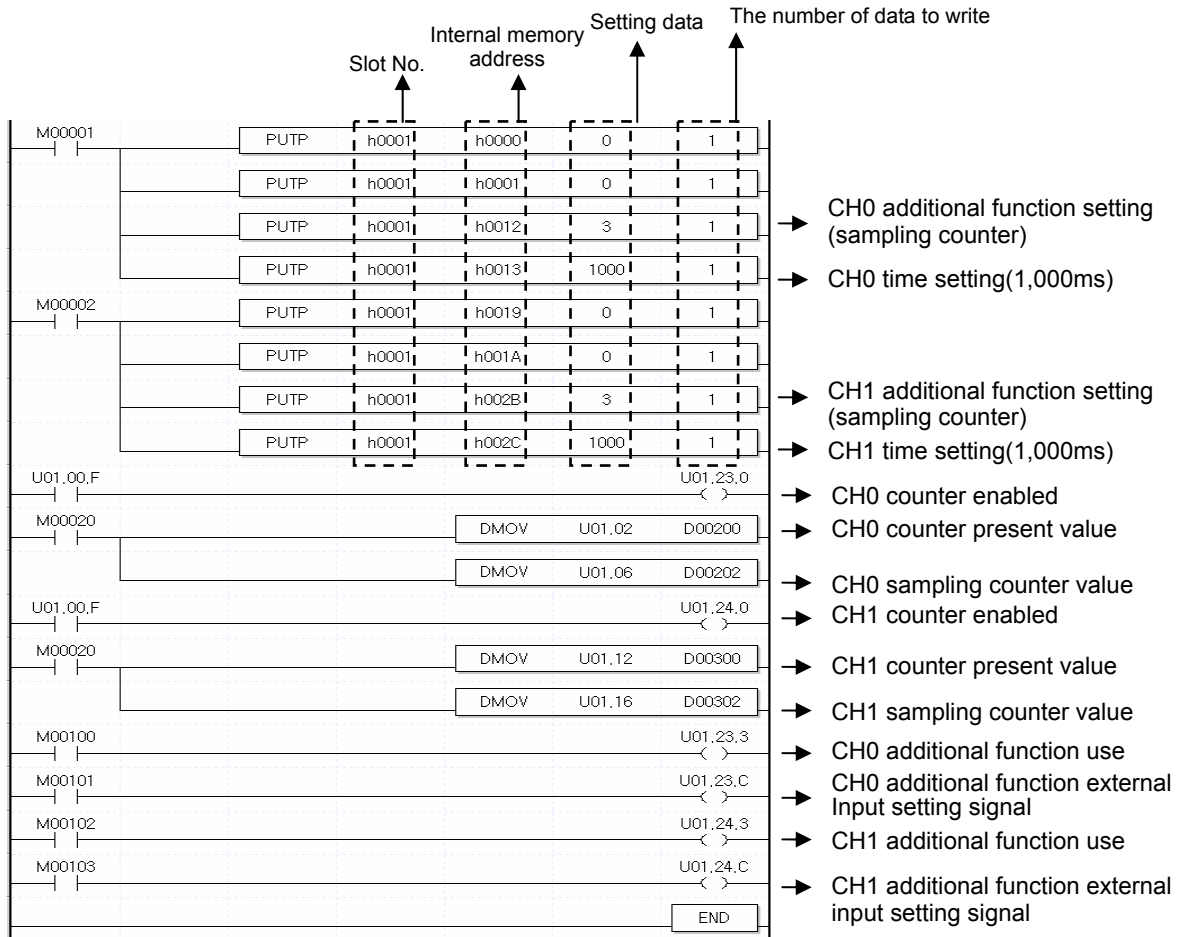 The number of data to write
Setting data
Internal memory
address
Slot No.
M00001
PUTP h0001 h0000 0 1
PUTP h0001 h0001 0 1
PUTP h0001 h0012 3 1
CH0 additional function setting
(sampling counter)
PUTP h0001 h0013 1000 1
CH0 time setting(1,000ms)
M00002
PUTP h0001 h0019 0 1
PUTP h0001 h001A 0 1
PUTP h0001 h002B 3 1
CH1 additional function setting
(sampling counter)
PUTP h0001 h002C 1000 1
CH1 time setting(1,000ms)
U01.00.F U01.23.0
CH0 counter enabled
M00020
DMOV U01.02 D00200
CH0 counter present value
DMOV U01.06 D00202
CH0 sampling counter value
U01.00.F U01.24.0
CH1 counter enabled
M00020
DMOV U01.12 D00300
CH1 counter present value
DMOV U01.16 D00302
CH1 sampling counter value
M00100 U01.23.3
CH0 additional function use
M00101 U01.23.C
CH0 additional function external
Input setting signal
M00102 U01.24.3
CH1 additional function use
M00103 U01.24.C
CH1 additional function external
input setting signal
END